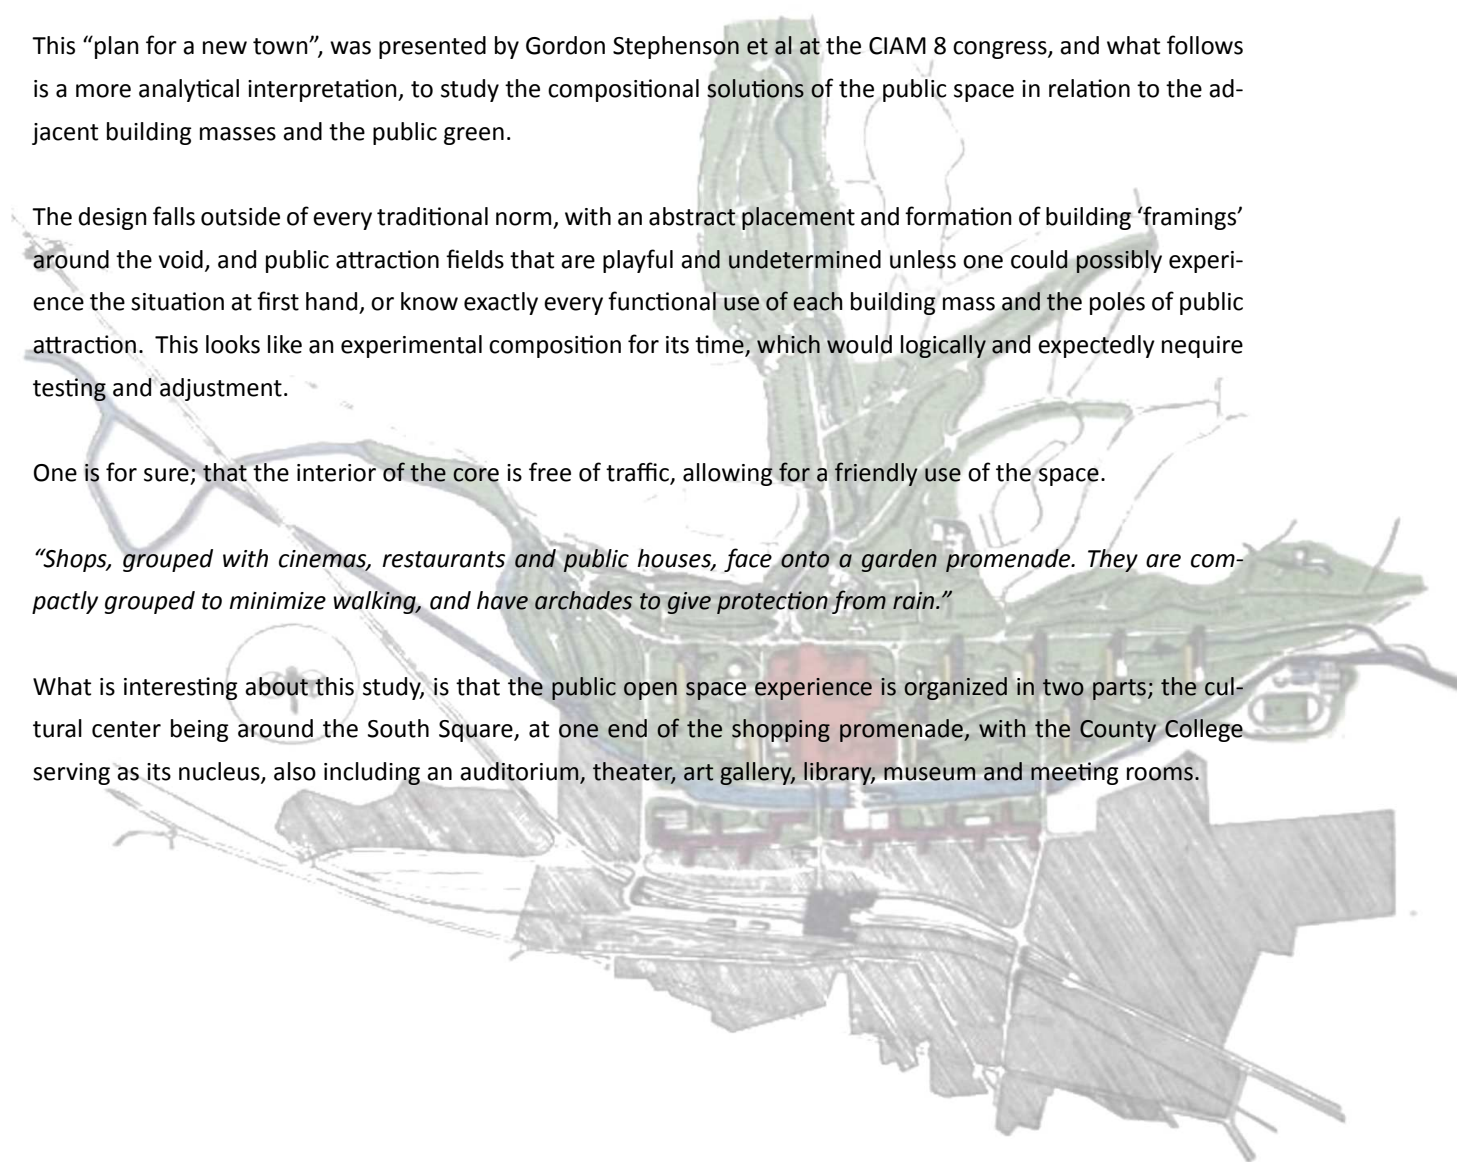 This “plan for a new town”, was presented by Gordon Stephenson et al at the CIAM 8 congress, and what follows
is a more analytical interpretation, to study the compositional solutions of the public space in relation to the ad-
jacent building masses and the public green.
The design falls outside of every traditional norm, with an abstract placement and formation of building ‘framings’
around the void, and public attraction fields that are playful and undetermined unless one could possibly experi-
ence the situation at first hand, or know exactly every functional use of each building mass and the poles of public
attraction.  This looks like an experimental composition for its time, which would logically and expectedly nequire
testing and adjustment.
One is for sure; that the interior of the core is free of traffic, allowing for a friendly use of the space.
“Shops, grouped with cinemas, restaurants and public houses, face onto a garden promenade. They are com-
pactly grouped to minimize walking, and have archades to give protection from rain.”
What is interesting about this study, is that the public open space experience is organized in two parts; the cul-
tural center being around the South Square, at one end of the shopping promenade, with the County College
serving as its nucleus, also including an auditorium, theater, art gallery, library, museum and meeting rooms.